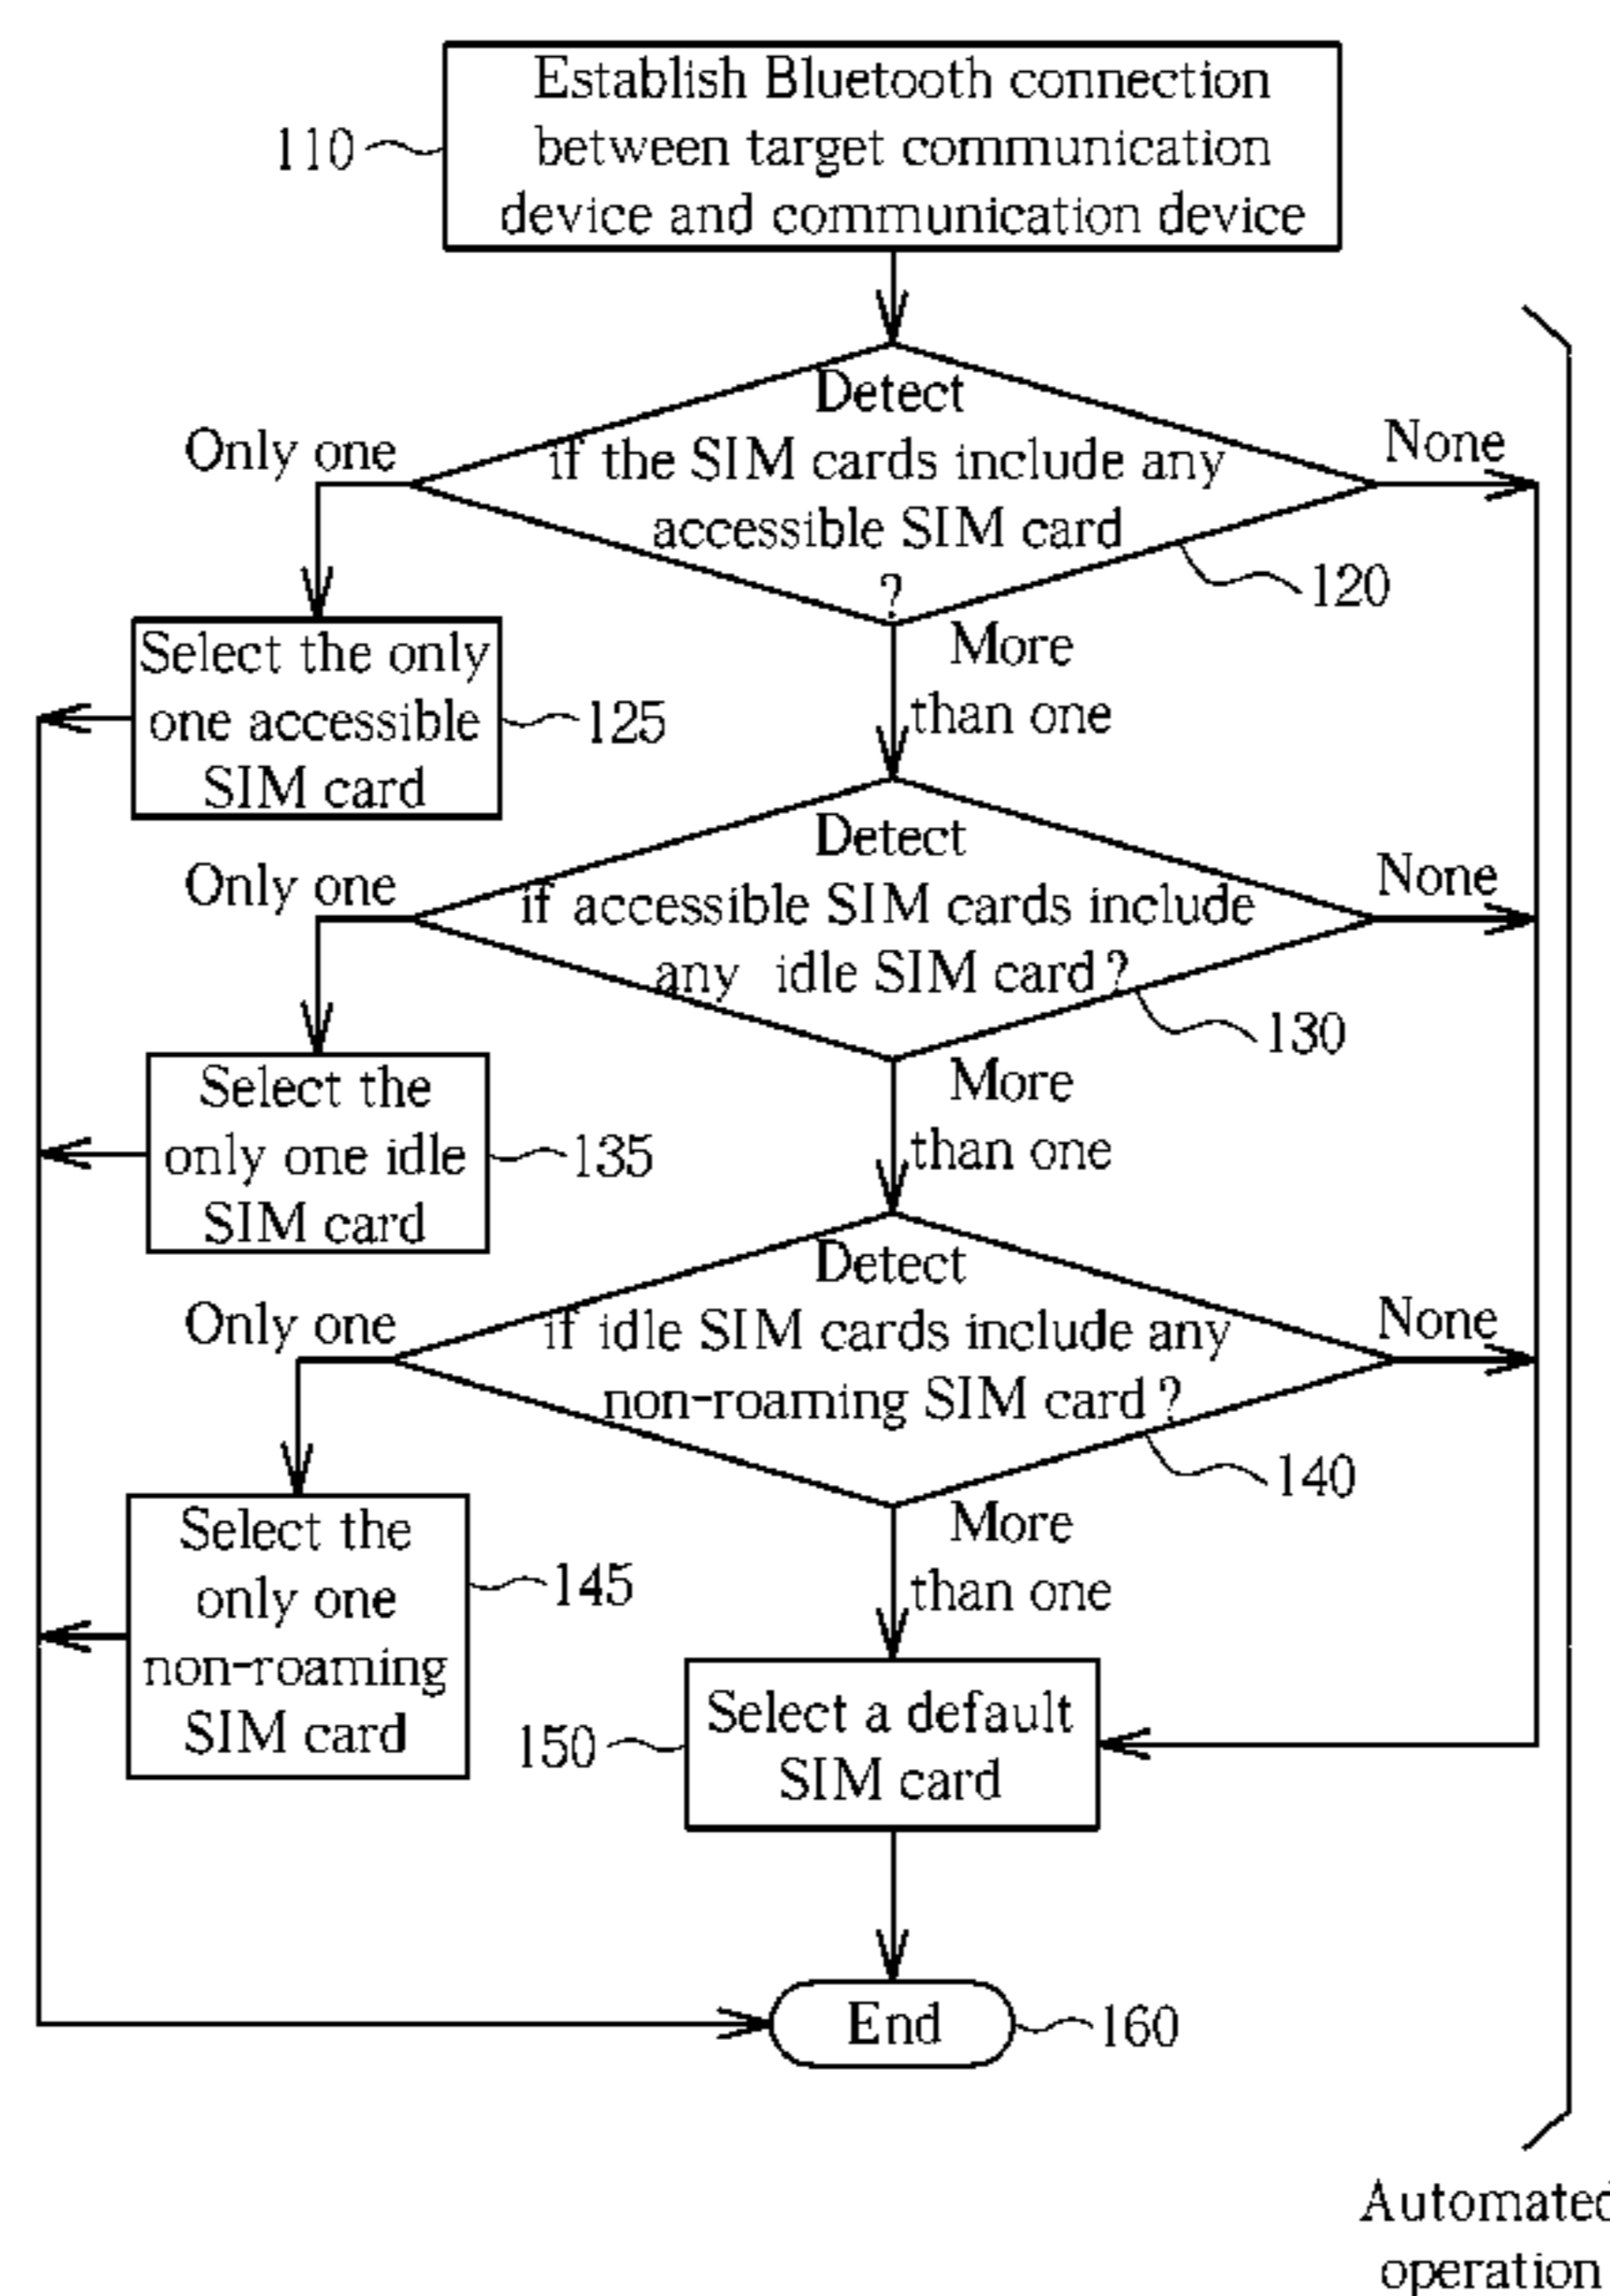 Establish Bluetooth connection
between target communication
device and communication device
110
Detect
if the SIM cards include any
accessible SIM card
?
Only one
None
120
More
than one
Select the only
one accessible
SIM card
125
Detect
if accessible SIM cards include
any idle SIM card?
Only one
None
130
More
than one
Select the
only one idle
SIM card
135
Detect
if idle SIM cards include any
non-roaming SIM card?
Only one
None
140
More
than one
Select the
only one
non-roaming
SIM card
145
Select a default
SIM card
150
End
160
Automated
operation